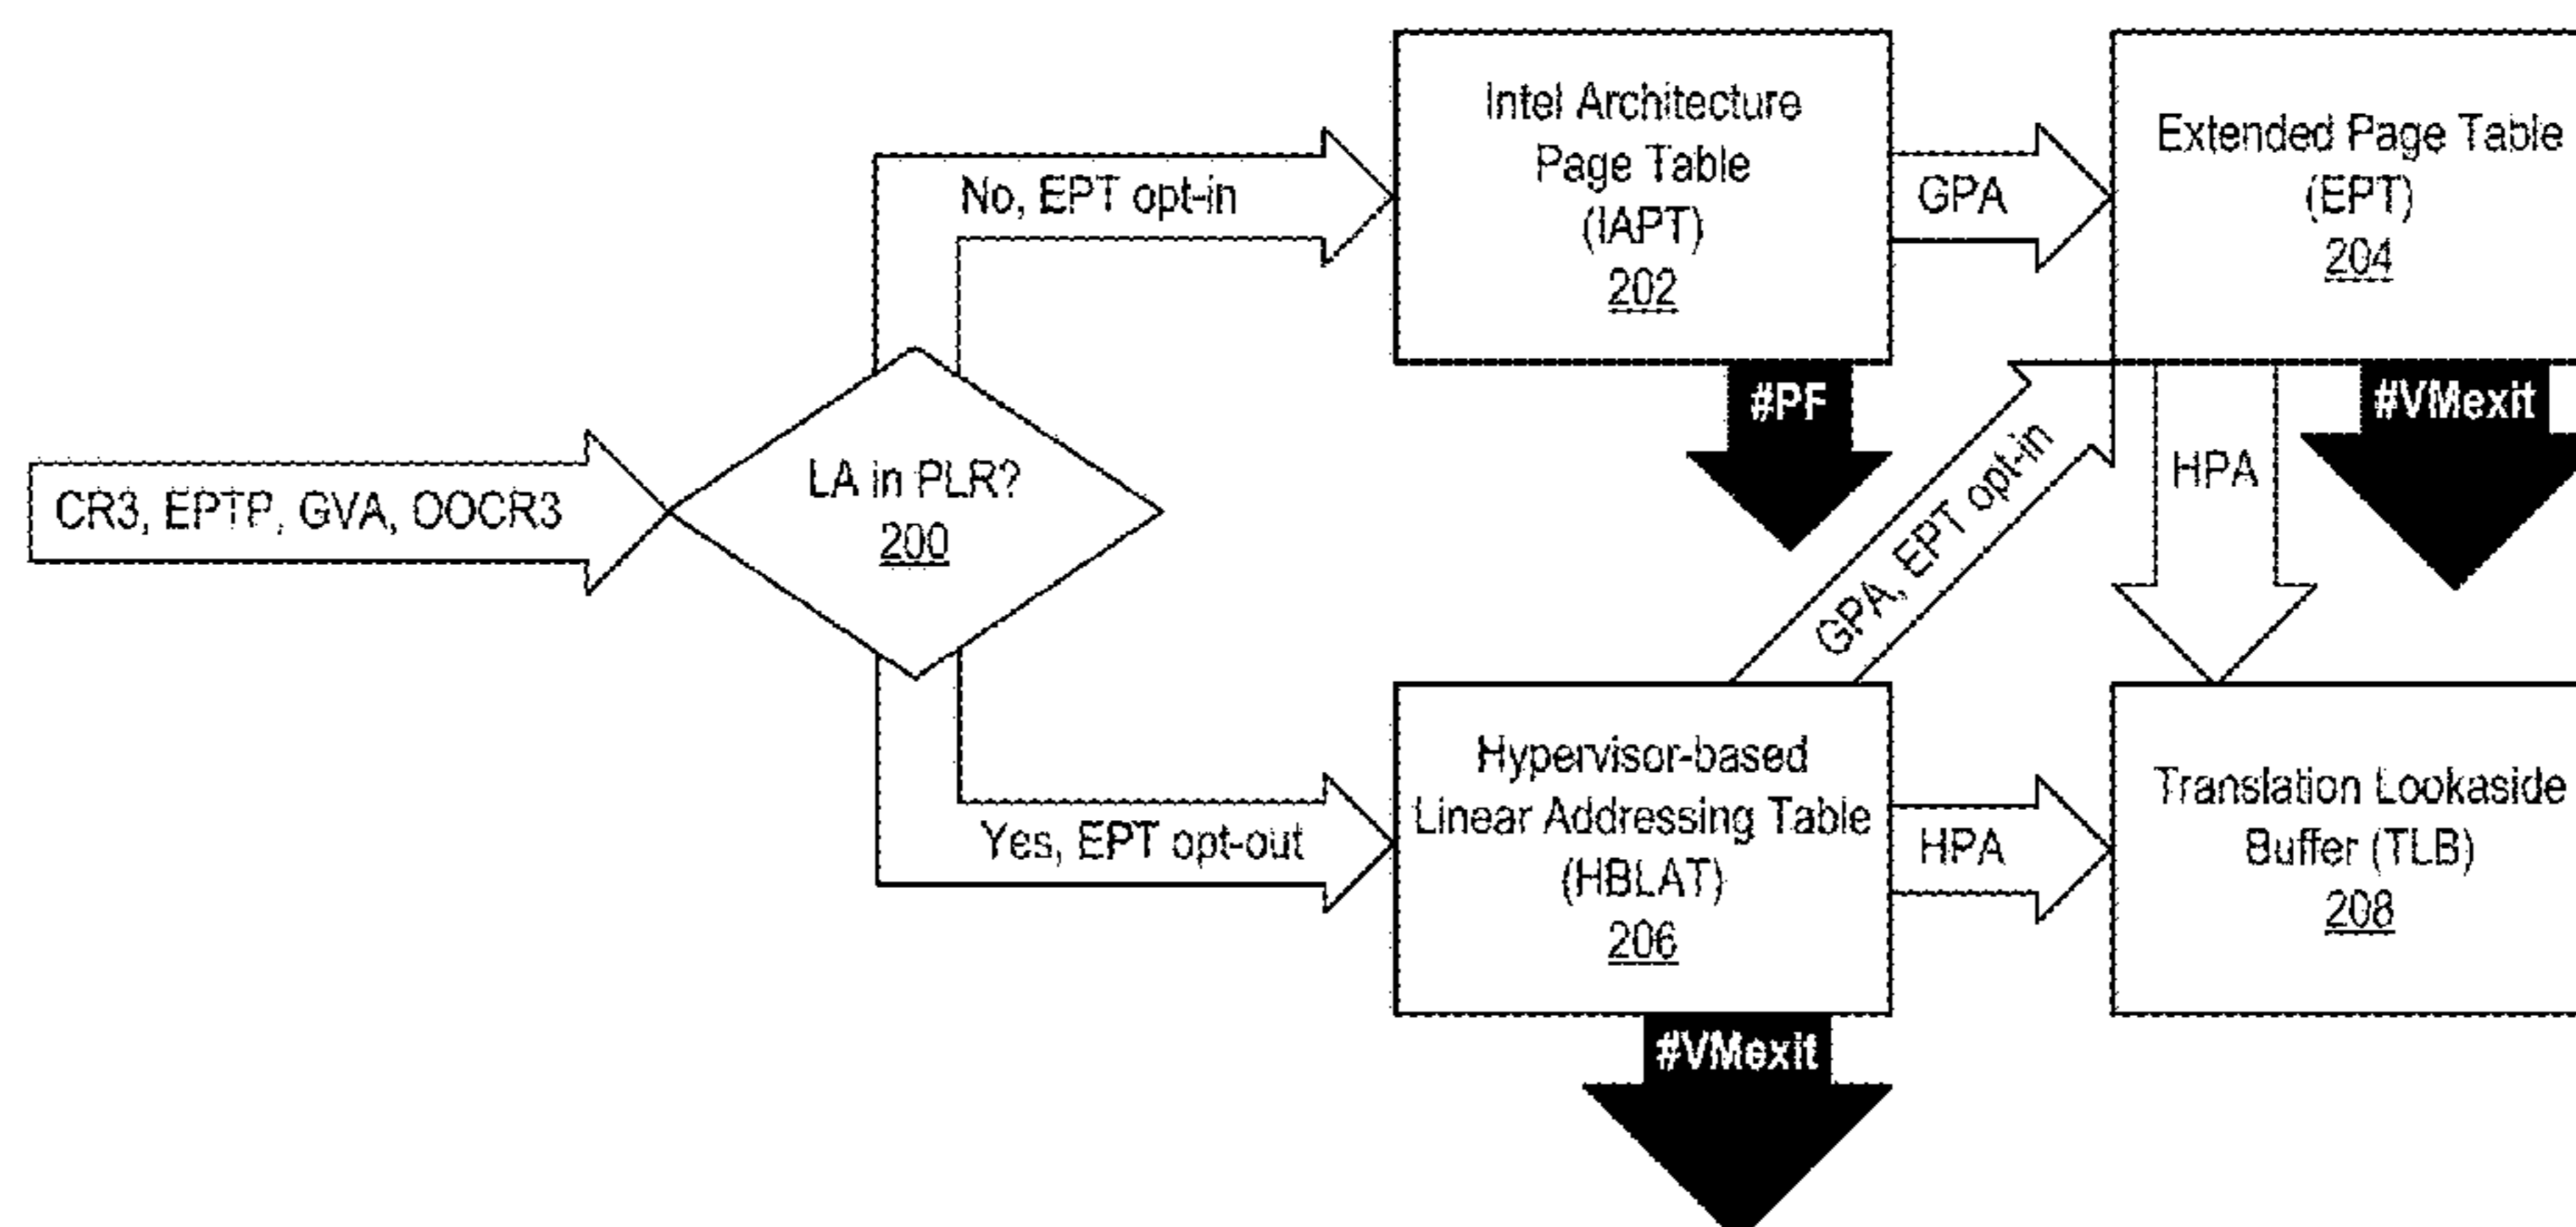 Intel Architecture
Page Table
(IAPT)
202
Extended Page Table
(EPT)
204
No, EPT opt-in
GPA
#PF
#VMexit
HPA
GPA, EPT opt-in
LA in PLR?
200
CR3, EPTP, GVA, OOCR3
Yes, EPT opt-out
Hypervisor-based
Linear Addressing Table
(HBLAT)
206
HPA
Translation Lookaside
Buffer (TLB)
208
#VMexit